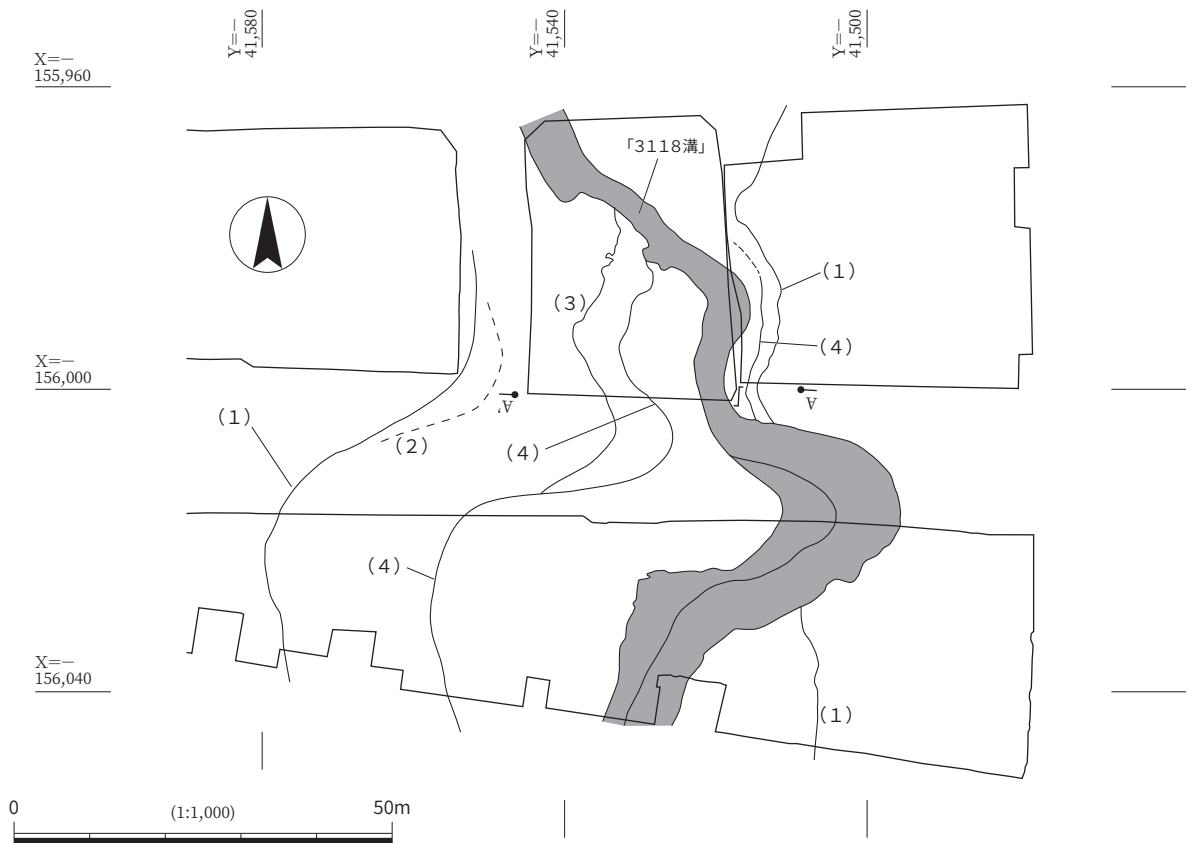 Y=−
41,580
Y=−
41,540
Y=−
41,500
X=−
155,960
「3118溝」
（1）
（3）
（4）
X=−
156,000
A'
A
（1）
（2）
（4）
（4）
X=−
156,040
（1）
0
(1:1,000)
50m